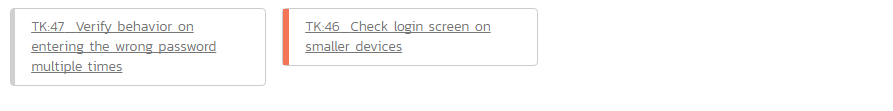 TK:47 Verify behavior on
entering the wrong password
multiple times
TK:46 Check login screen on
smaller devices